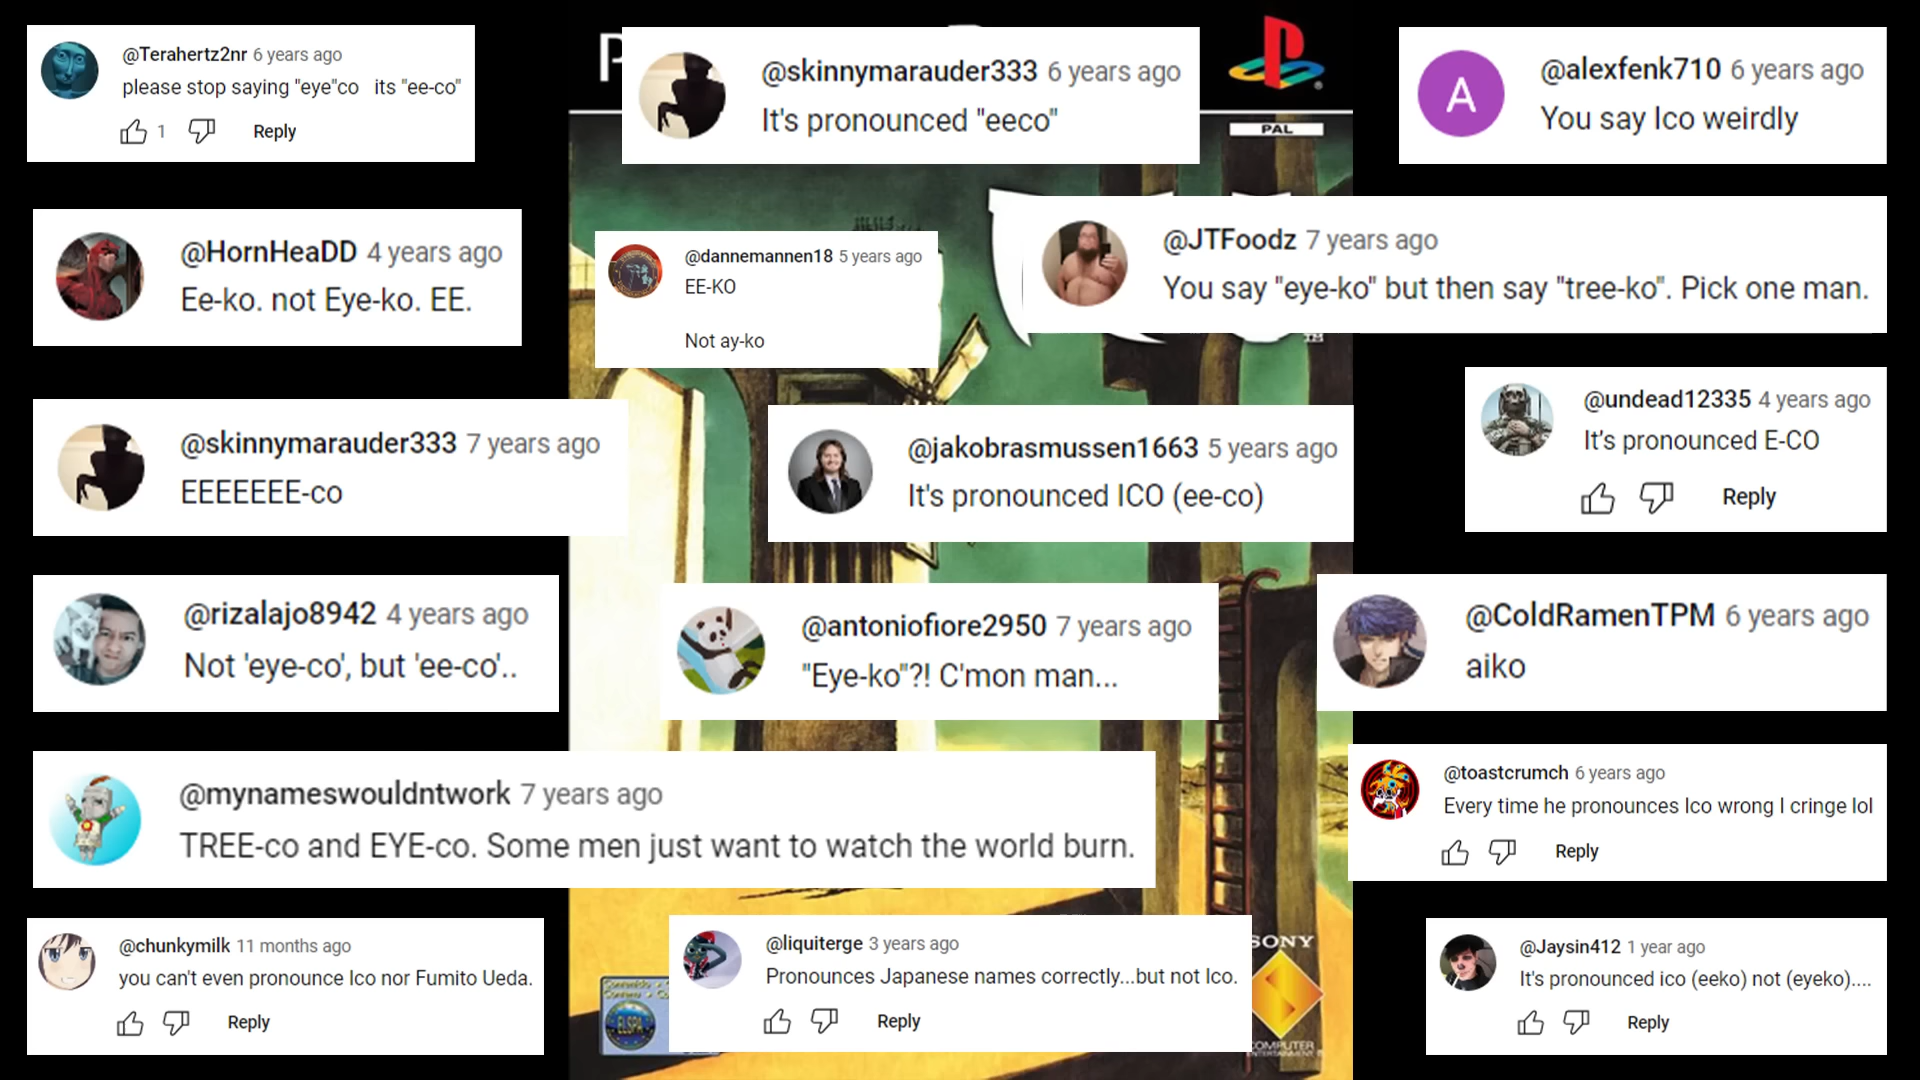 @Terahertz2nr 6 years ago
please stop saying "eye"co its "ee-co"
1 Reply
P
@skinnymarauder333 6 years ago
It's pronounced "eeco"
PAL
@alexfenk710 6 years ago
You say Ico weirdly
A
@HornHeaDD 4 years ago
Ee-ko. not Eye-ko. EE.
@dannemannen18 5 years ago
EE-KO
Not ay-ko
@JTFoodz 7 years ago
You say "eye-ko" but then say "tree-ko". Pick one man.
TM
@skinnymarauder333 7 years ago
EEEEEEE-co
@jakobrasmussen1663 5 years ago
It's pronounced ICO (ee-co)
@undead12335 4 years ago
It's pronounced E-CO
Reply
@rizalajo8942 4 years ago
Not 'eye-co', but 'ee-co'..
@antoniofiore2950 7 years ago
"Eye-ko"?! C'mon man...
@ColdRamenTPM 6 years ago
aiko
@mynameswouldntwork 7 years ago
TREE-co and EYE-co. Some men just want to watch the world burn.
@toastcrumch 6 years ago
Every time he pronounces Ico wrong I cringe lol
Reply
@chunkymilk 11 months ago
you can't even pronounce Ico nor Fumito Ueda.
Reply
@liquiterge 3 years ago
Pronounces Japanese names correctly...but not Ico.
Reply
@Jaysin412 1 year ago
It's pronounced ico (eeko) not (eyeko)....
Reply
ELSPA
SONY
COMPUTER
ENTERTAINMENT